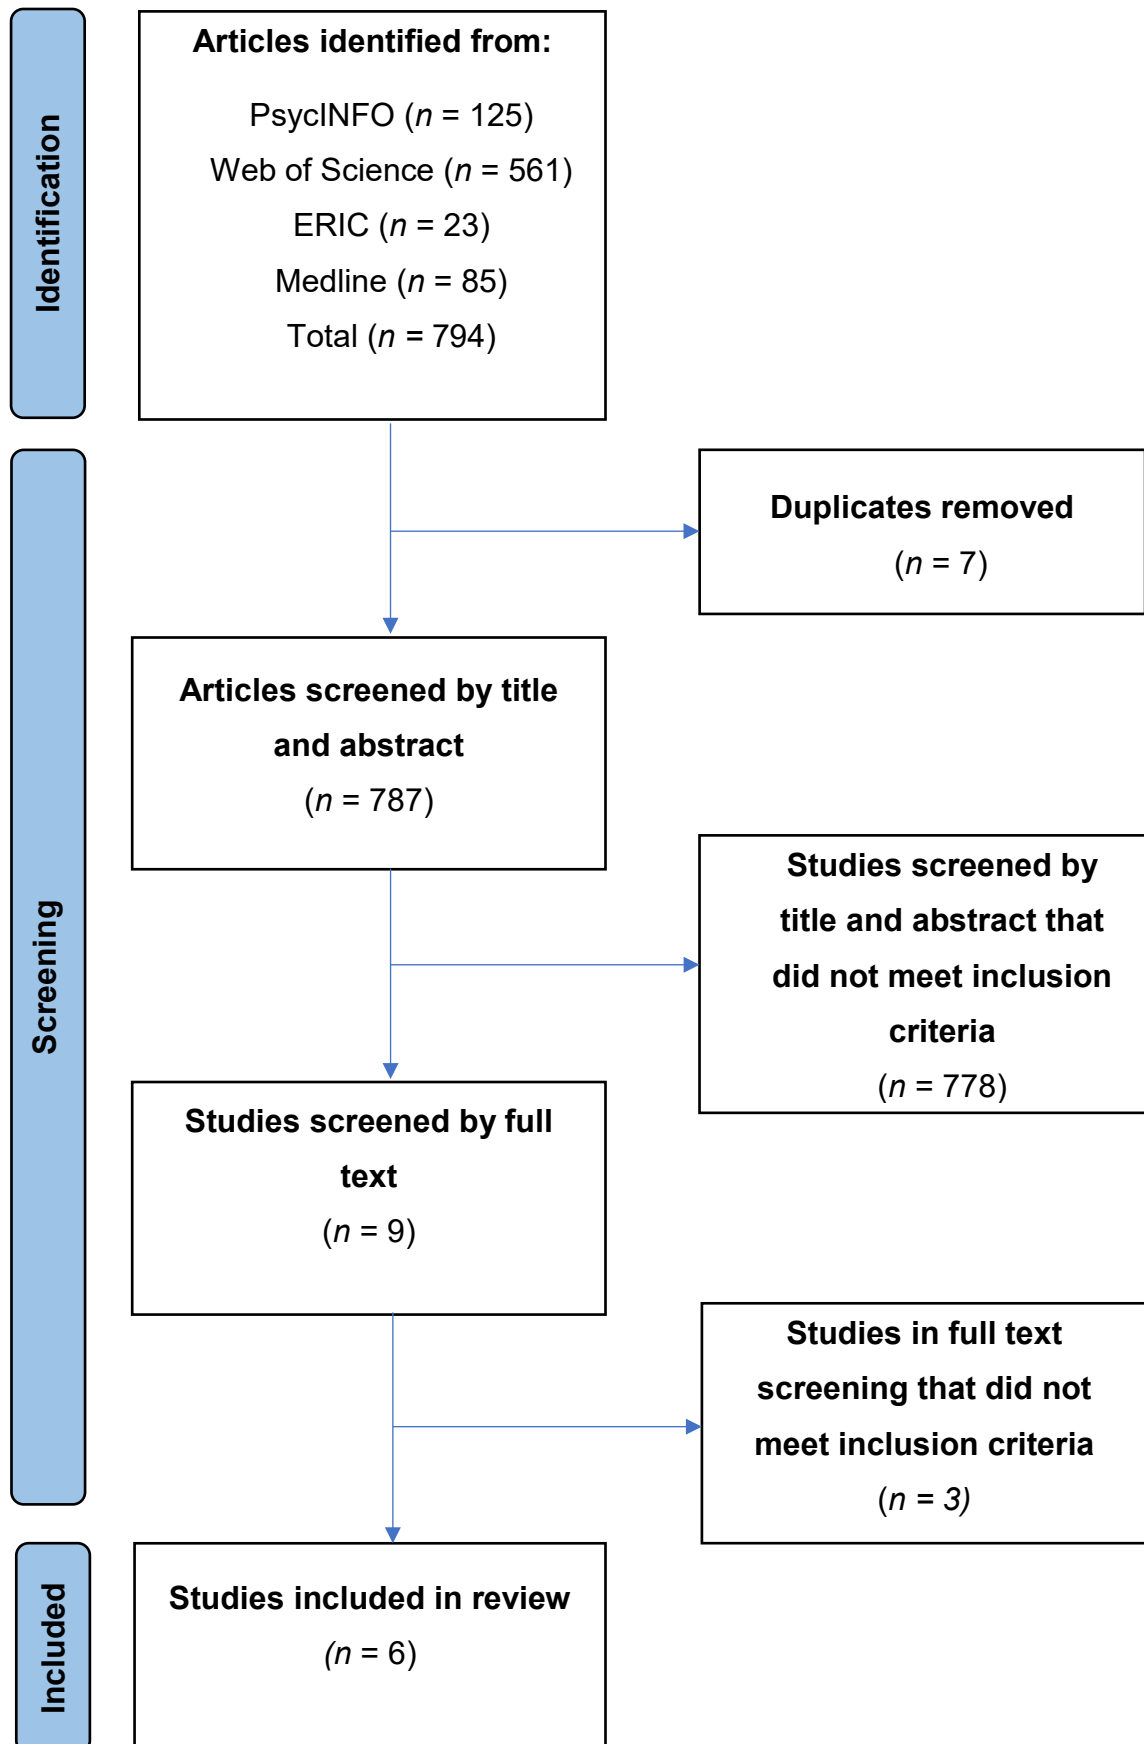 Identification
Articles identified from:
PsycINFO (n = 125)
Web of Science (n = 561)
ERIC (n = 23)
Medline (n = 85)
Total (n = 794)
Screening
Duplicates removed
(n = 7)
Articles screened by title
and abstract
(n = 787)
Studies screened by
title and abstract that
did not meet inclusion
criteria
(n = 778)
Studies screened by full
text
(n = 9)
Studies in full text
screening that did not
meet inclusion criteria
(n = 3)
Included
Studies included in review
(n = 6)